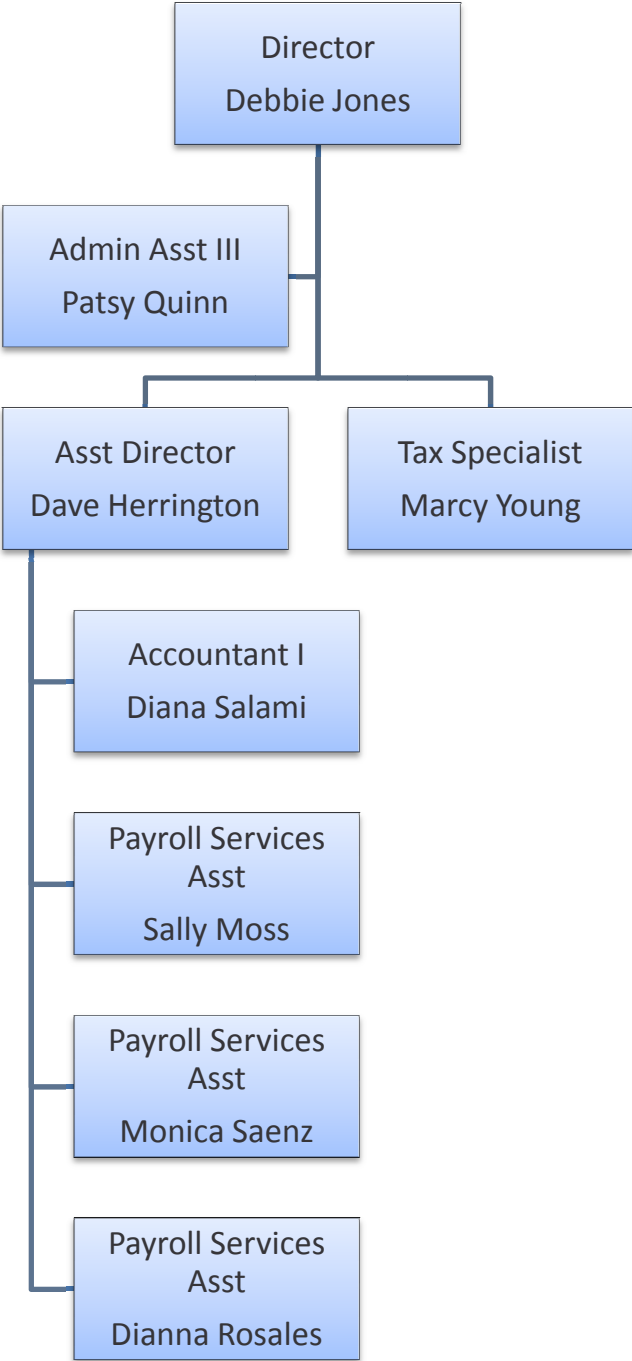 Director
Debbie Jones
Admin Asst III
Patsy Quinn
Asst Director
Dave Herrington
Tax Specialist
Marcy Young
Accountant I
Diana Salami
Payroll Services
Asst
Sally Moss
Payroll Services
Asst
Monica Saenz
Payroll Services
Asst
Dianna Rosales